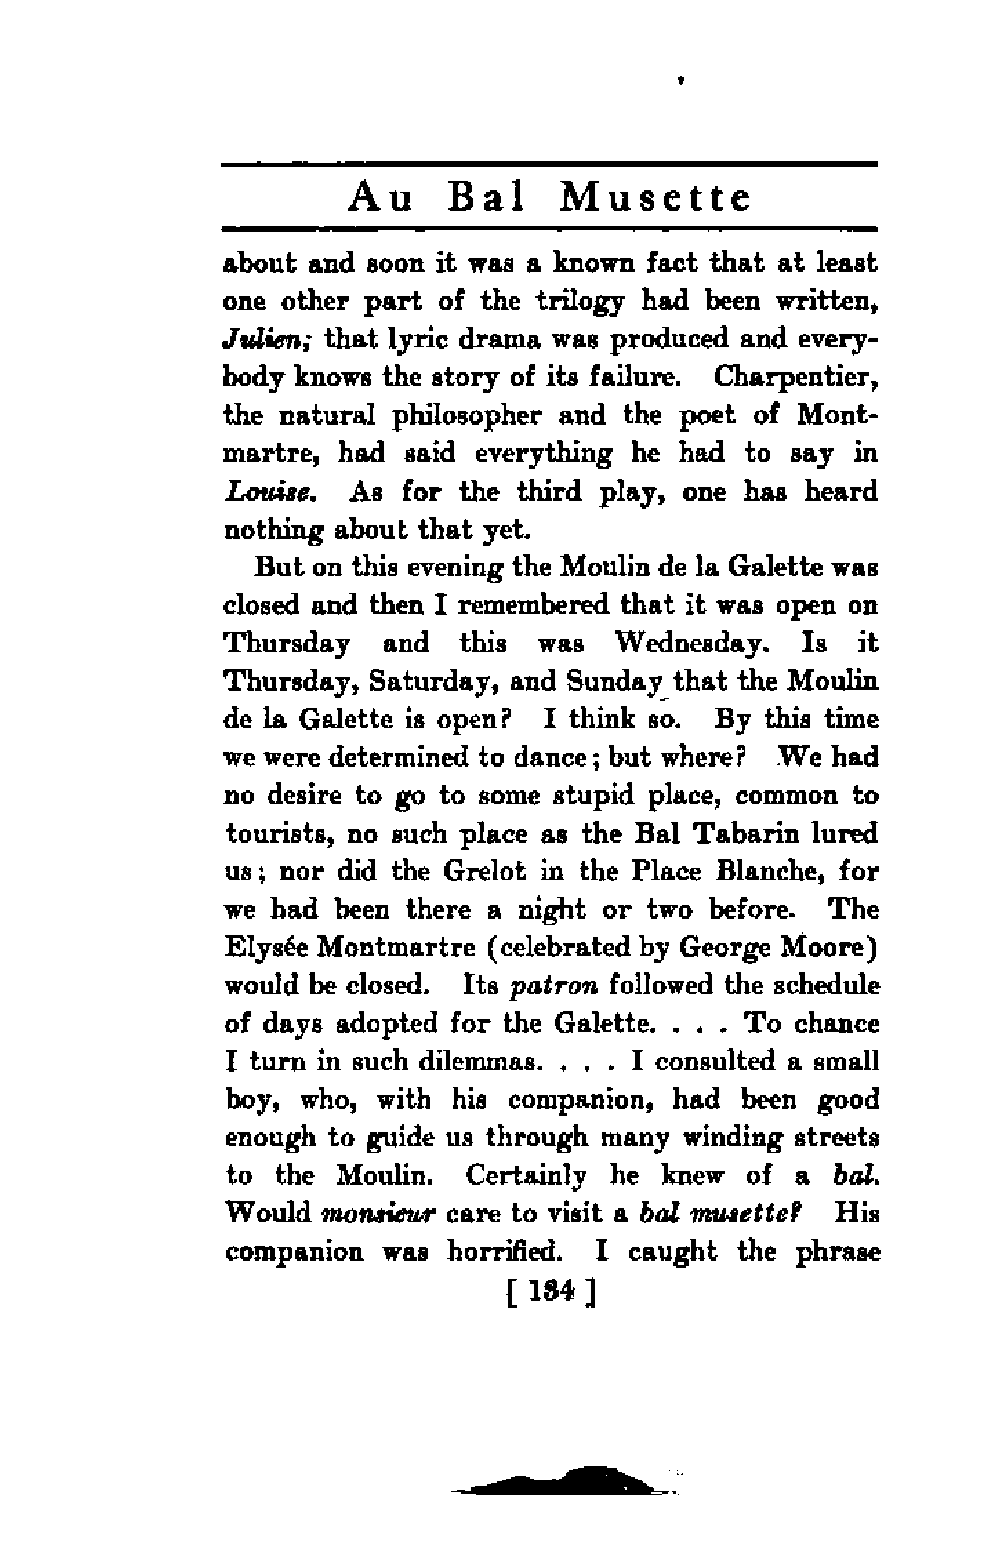 Au Bal Musette
about and soon it was a known fact that at least
one other part of the trilogy had been written,
Julien; that lyric drama was produced and every-
body knows the story of its failure. Charpentier,
the natural philosopher and the poet of Mont-
martre, had said everything he had to say in
Louise. As for the third play, one has heard
nothing about that yet.
But on this evening the Moulin de la Galette was
closed and then I remembered that it was open on
Thursday and this was Wednesday. Is it
Thursday, Saturday, and Sunday that the Moulin
de la Galette is open? I think so. By this time
we were determined to dance; but where? We had
no desire to go to some stupid place, common to
tourists, no such place as the Bal Tabarin lured
us; nor did the Grelot in the Place Blanche, for
we had been there a night or two before. The
Elysée Montmartre (celebrated by George Moore)
would be closed. Its patron followed the schedule
of days adopted for the Galette. . . . To chance
I turn in such dilemmas. . . . I consulted a small
boy, who, with his companion, had been good
enough to guide us through many winding streets
to the Moulin. Certainly he knew of a bal.
Would monsieur care to visit a bal musette? His
companion was horrified. I caught the phrase
[ 134 ]